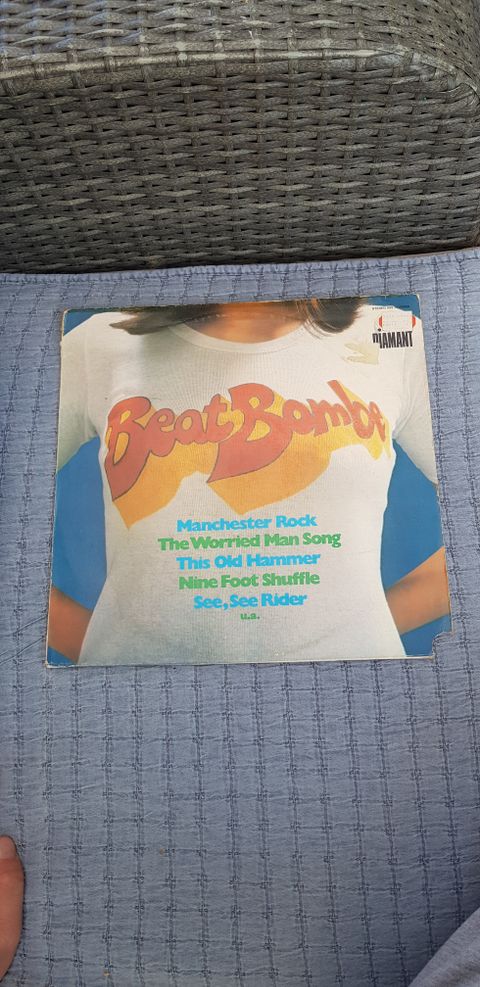 DIAMANT
Beat Bombe
Manchester Rock
The Worried Man Song
This Old Hammer
Nine Foot Shuffle
See, See Rider
u.a.